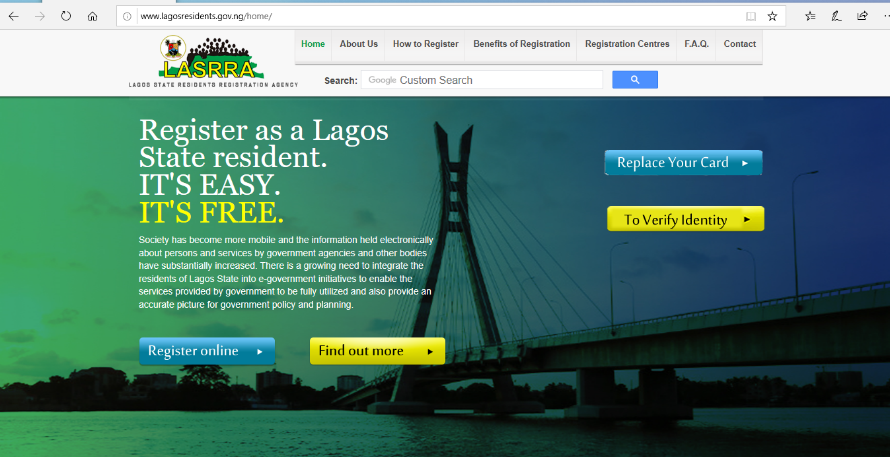 www.lagosresidents.gov.ng/home/
LASRRA
LAGOS STATE RESIDENTS REGISTRATION AGENCY
Home About Us How to Register Benefits of Registration Registration Centres F.A.Q. Contact
Search: Google Custom Search
Register as a Lagos
State resident.
IT'S EASY.
IT'S FREE.
Society has become more mobile and the information held electronically
about persons and services by government agencies and other bodies
have substantially increased. There is a growing need to integrate the
residents of Lagos State into e-government initiatives to enable the
services provided by government to be fully utilized and also provide an
accurate picture for government policy and planning.
Register online
Find out more
Replace Your Card
To Verify Identity